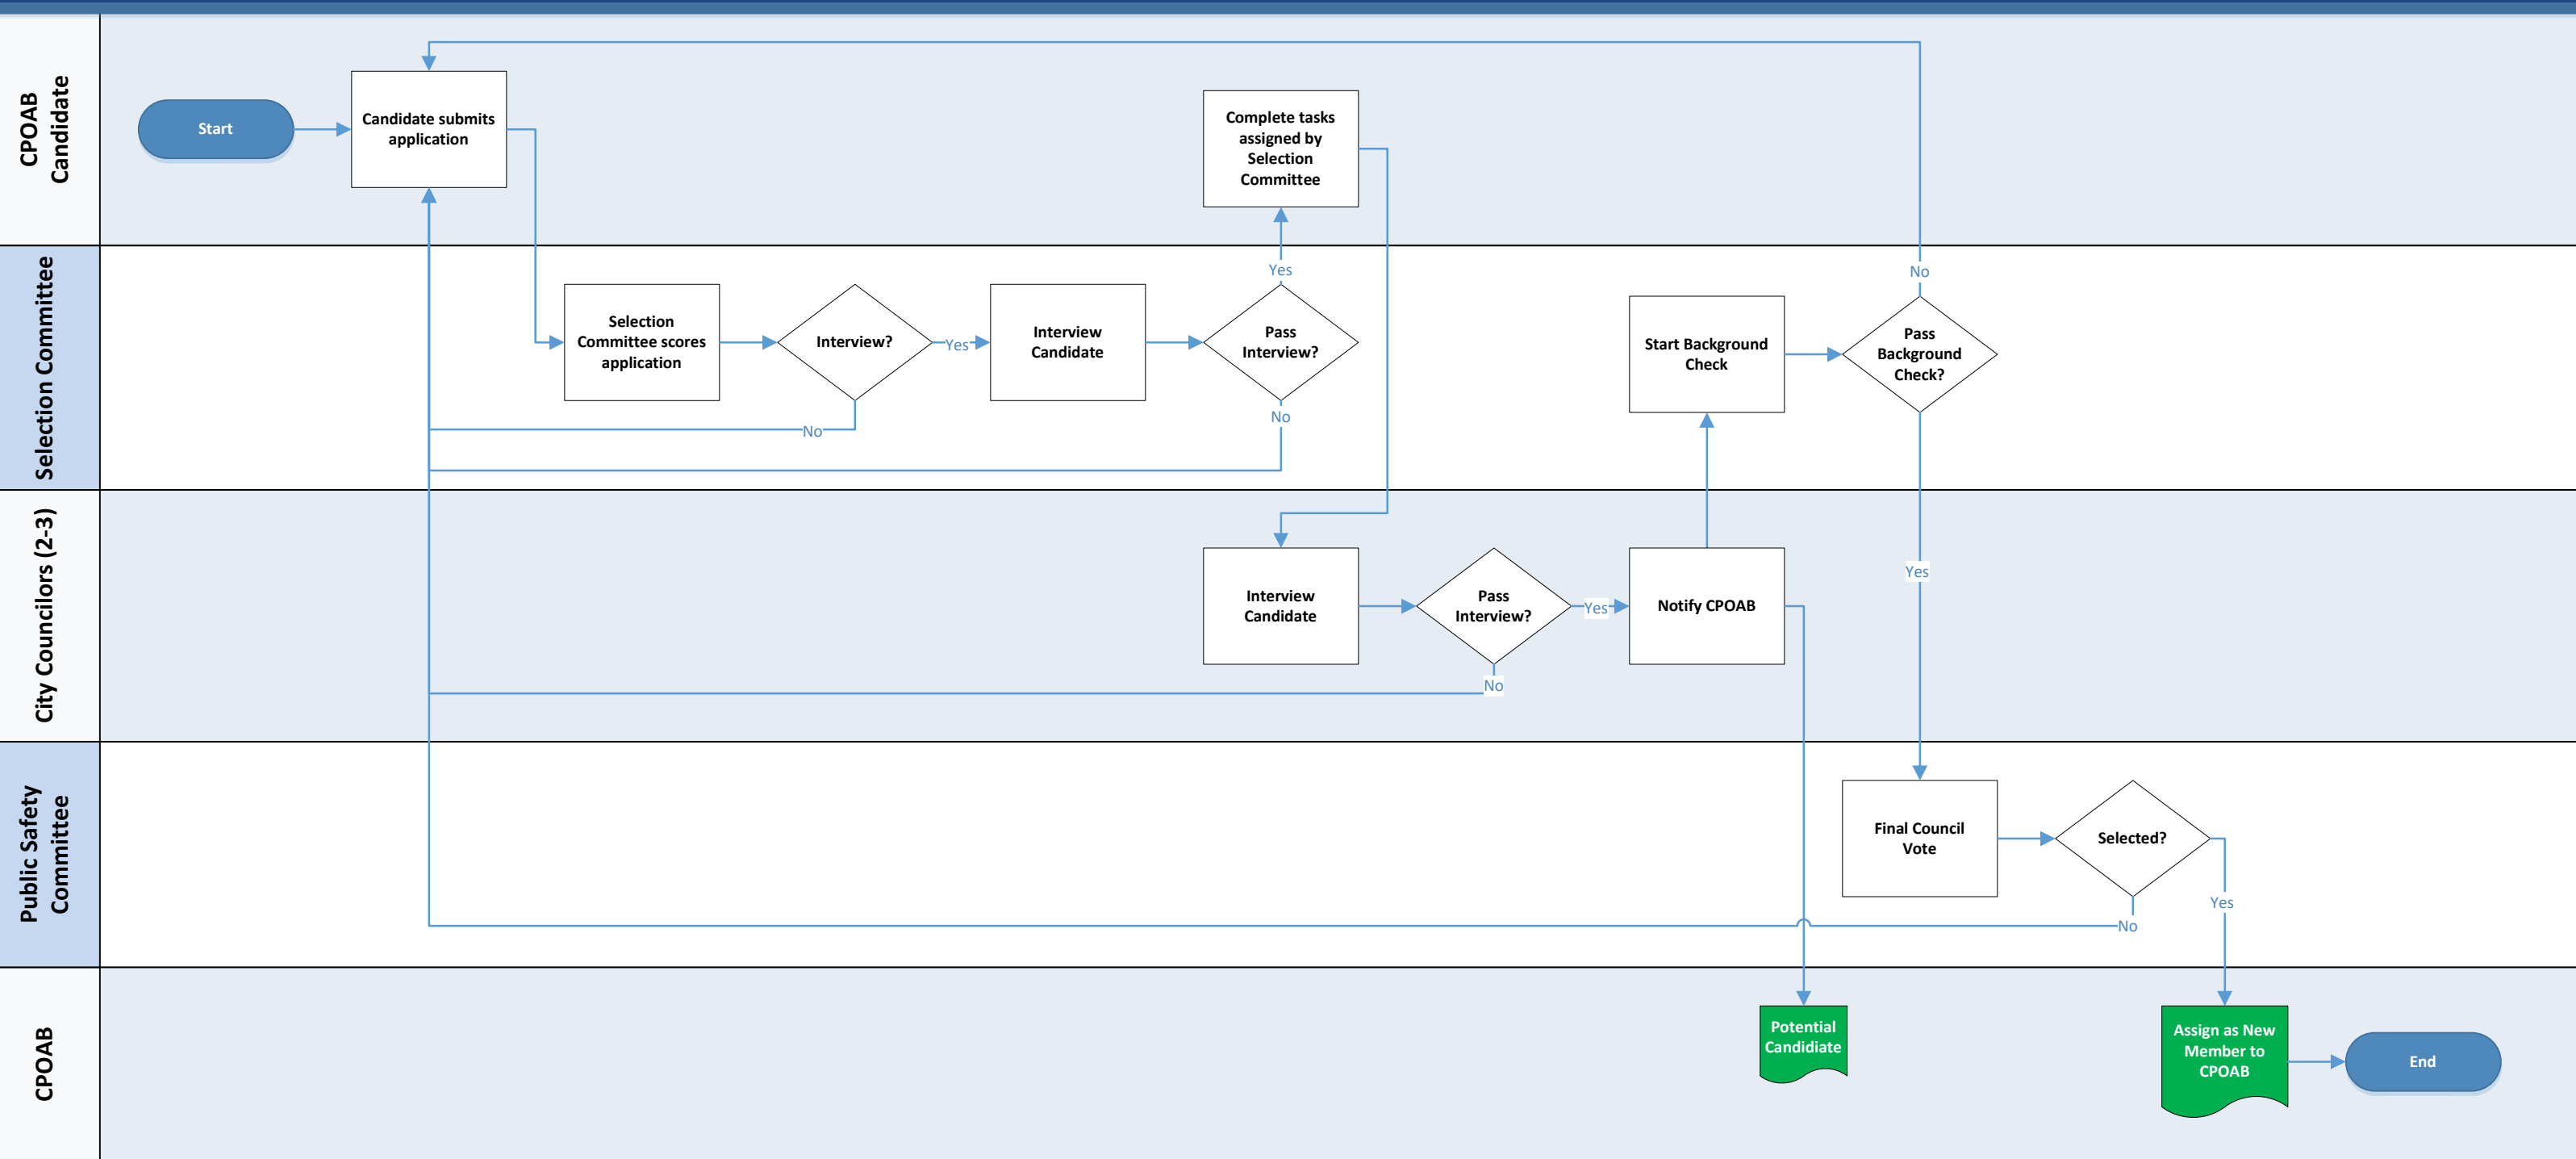 CPOAB
Candidate
Start
Candidate submits
application
Complete tasks
assigned by
Selection
Committee
Selection Committee
Selection
Committee scores
application
Interview?
Yes
No
Interview
Candidate
Pass
Interview?
Yes
No
Start Background
Check
Pass
Background
Check?
No
Yes
City Councilors (2-3)
Interview
Candidate
Pass
Interview?
Yes
No
Notify CPOAB
Public Safety
Committee
Final Council
Vote
Selected?
Yes
No
CPOAB
Potential
Candidiate
Assign as New
Member to
CPOAB
End